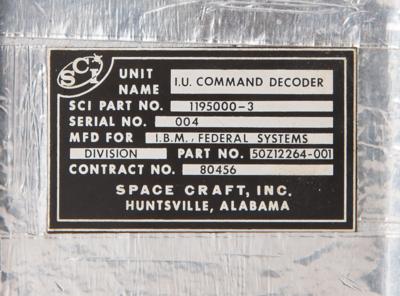 SCI
UNIT NAME I.U. COMMAND DECODER
SCI PART NO. 1195000-3
SERIAL NO. 004
MFD FOR I.B.M., FEDERAL SYSTEMS
DIVISION PART NO. 50Z12264-001
CONTRACT NO. 80456
SPACE CRAFT, INC.
HUNTSVILLE, ALABAMA